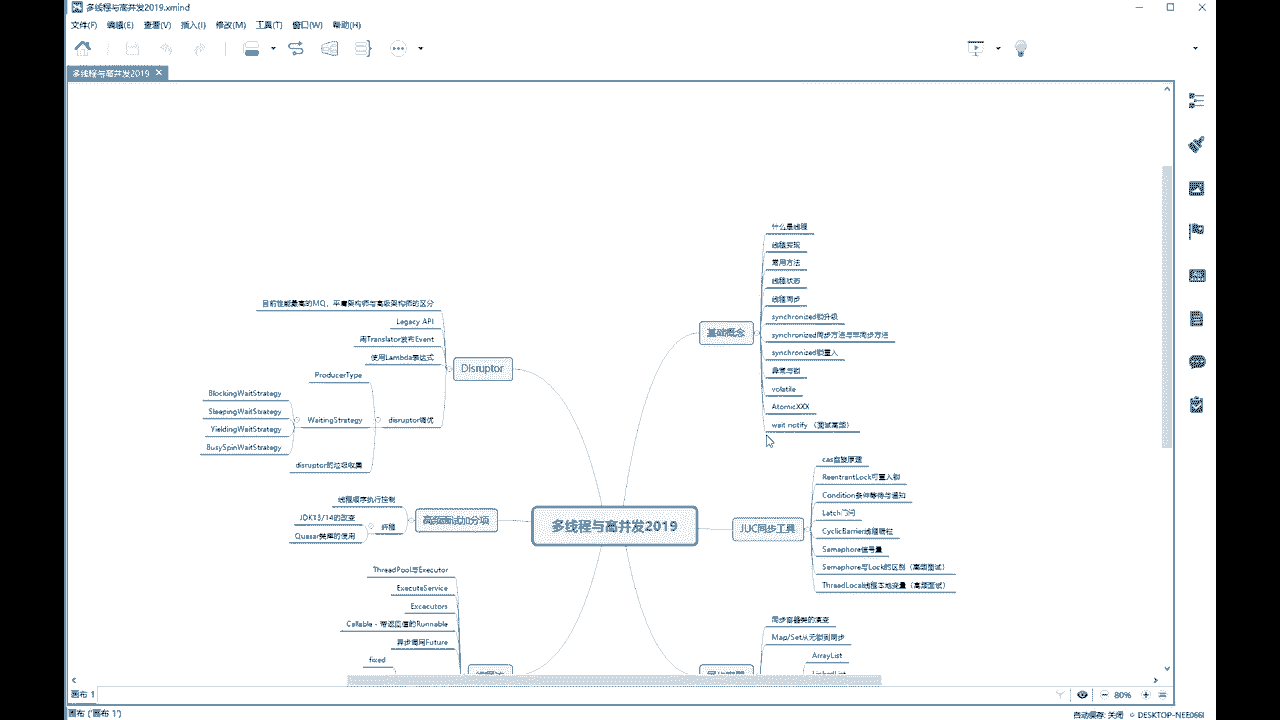 多线程与高并发2019.xmind
文件(F) 编辑(E) 查看(V) 插入(I) 修改(M) 工具(T) 窗口(W) 帮助(H)
多线程与高并发2019
什么是线程
线程实现
常用方法
线程状态
线程同步
synchronized锁升级
synchronized同步方法与非同步方法
synchronized锁重入
异常与锁
volatile
AtomicXXX
wait notify （面试高频）
基础概念
目前性能最高的MQ，平庸架构师与高级架构师的区分
Legacy API
用Translator发布Event
使用Lambda表达式
Disruptor
ProducerType
BlockingWaitStrategy
SleepingWaitStrategy
YieldingWaitStrategy
BusySpinWaitStrategy
WaitingStrategy
disruptor调优
disruptor的垃圾收集
cas自旋原理
ReentrantLock可重入锁
Condition条件等待与通知
Latch门闩
CyclicBarrier线程栅栏
Semaphore信号量
Semaphore与Lock的区别（高频面试）
ThreadLocal线程本地变量（高频面试）
JUC同步工具
多线程与高并发2019
高频面试加分项
线程顺序执行控制
JDK13/14的改变
纤程
Quasar类库的使用
ThreadPool与Executor
ExecuteService
Excecutors
Callable - 带返回值的Runnable
异步询问Future
fixed
同步容器类的演变
Map/Set从无锁到同步
ArrayList
LinkedList
画布 1
80%
画布 ('画布 1')
自动保存: 关闭
DESKTOP-NEE066I